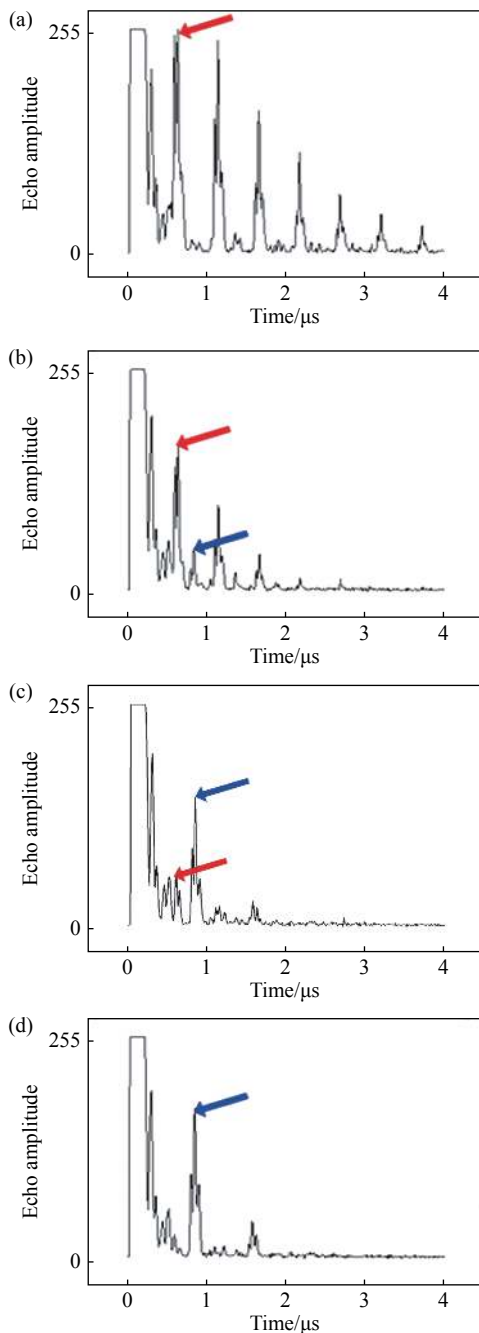 (a)
255
Echo amplitude
0
0 1 2 3 4
Time/μs
(b)
255
Echo amplitude
0
0 1 2 3 4
Time/μs
(c)
255
Echo amplitude
0
0 1 2 3 4
Time/μs
(d)
255
Echo amplitude
0
0 1 2 3 4
Time/μs